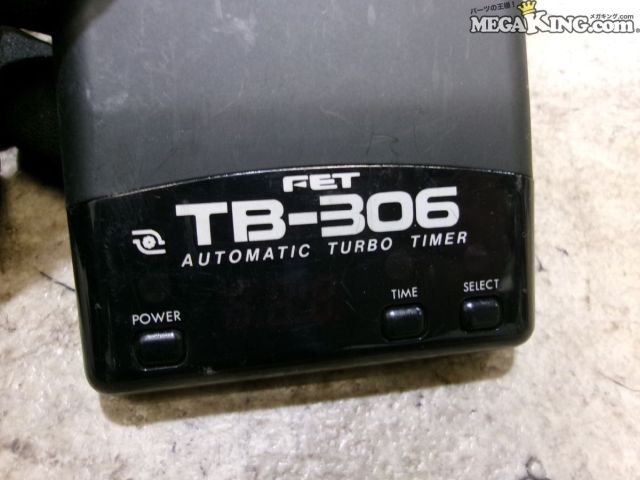 パーツの王様!
メガキング.com
MEGAKING.com
FET
TB-306
AUTOMATIC TURBO TIMER
POWER
TIME
SELECT